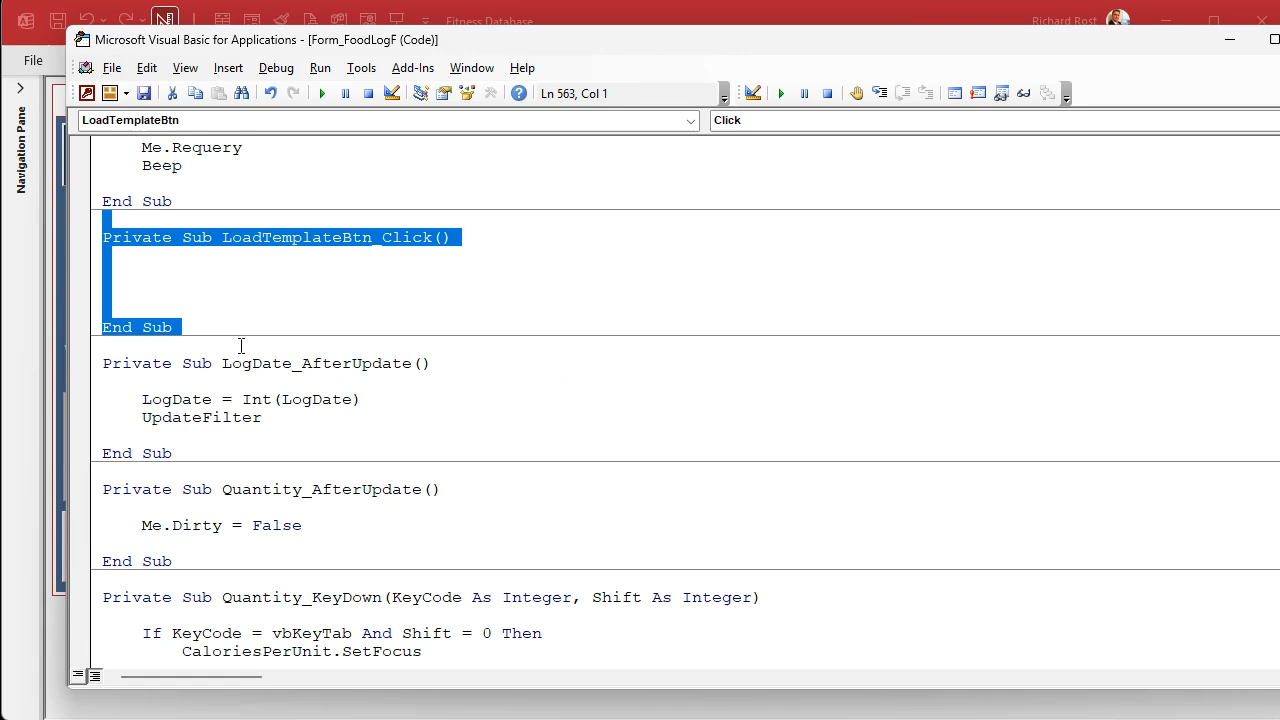 Fitness Database
Richard Rost
File
Microsoft Visual Basic for Applications - [Form_FoodLogF (Code)]
File Edit View Insert Debug Run Tools Add-Ins Window Help
Ln 563, Col 1
LoadTemplateBtn
Click
Navigation Pane
Me.Requery
Beep
End Sub
Private Sub LoadTemplateBtn_Click()
End Sub
Private Sub LogDate_AfterUpdate()
LogDate = Int(LogDate)
UpdateFilter
End Sub
Private Sub Quantity_AfterUpdate()
Me.Dirty = False
End Sub
Private Sub Quantity_KeyDown(KeyCode As Integer, Shift As Integer)
If KeyCode = vbKeyTab And Shift = 0 Then
CaloriesPerUnit.SetFocus